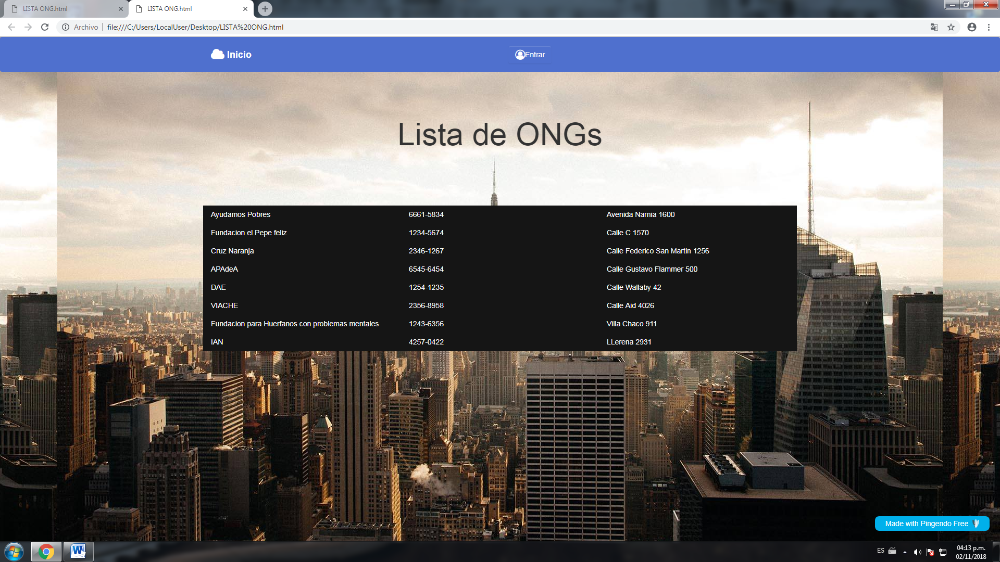 LISTA ONG.html
LISTA ONG.html
Archivo file:///C:/Users/LocalUser/Desktop/LISTA%20ONG.html
Inicio Entrar
Lista de ONGs
Ayudamos Pobres 6661-5834 Avenida Narnia 1600
Fundacion el Pepe feliz 1234-5674 Calle C 1570
Cruz Naranja 2346-1267 Calle Federico San Martin 1256
APAdeA 6545-6454 Calle Gustavo Flammer 500
DAE 1254-1235 Calle Wallaby 42
VIACHE 2356-8958 Calle Aid 4026
Fundacion para Huerfanos con problemas mentales 1243-6356 Villa Chaco 911
IAN 4257-0422 LLerena 2931
Made with Pingendo Free
ES
04:13 p.m.
02/11/2018